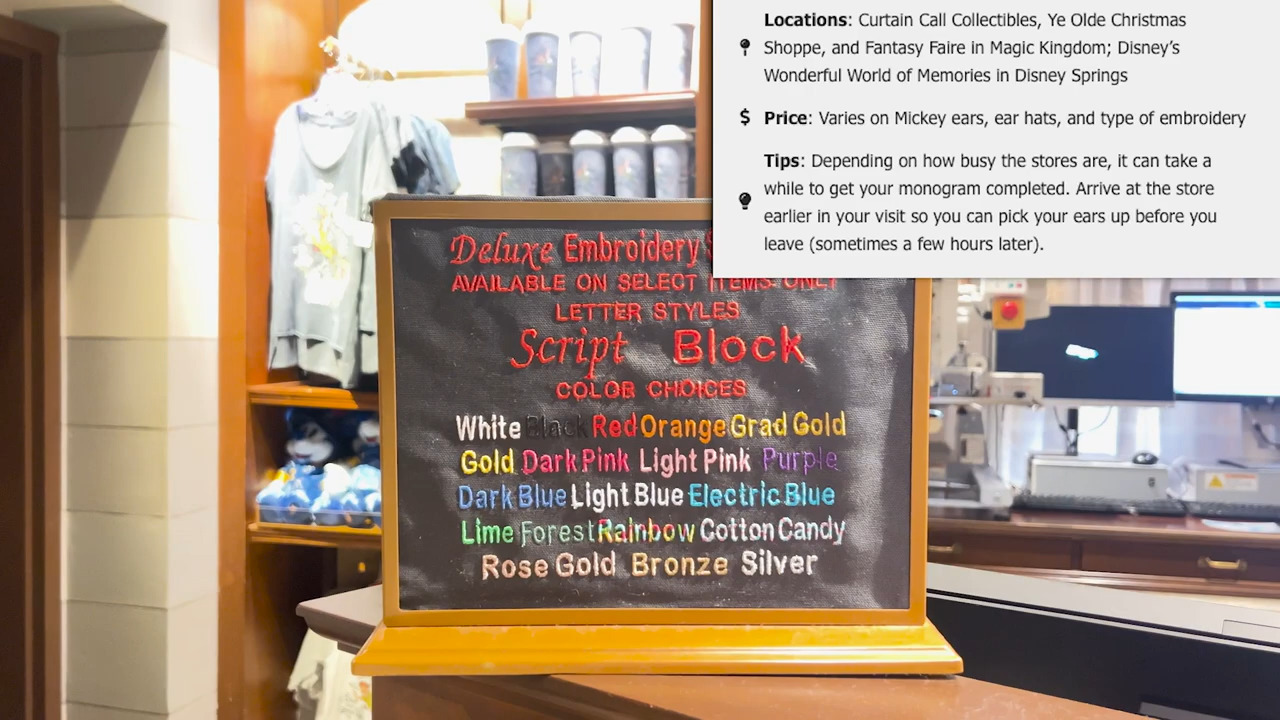 Locations: Curtain Call Collectibles, Ye Olde Christmas
Shoppe, and Fantasy Faire in Magic Kingdom; Disney’s
Wonderful World of Memories in Disney Springs
Price: Varies on Mickey ears, ear hats, and type of embroidery
Tips: Depending on how busy the stores are, it can take a
while to get your monogram completed. Arrive at the store
earlier in your visit so you can pick your ears up before you
leave (sometimes a few hours later).
Deluxe Embroidery
AVAILABLE ON SELECT ITEMS ONLY
LETTER STYLES
Script Block
COLOR CHOICES
White Black Red Orange Grad Gold
Gold Dark Pink Light Pink Purple
Dark Blue Light Blue Electric Blue
Lime Forest Rainbow Cotton Candy
Rose Gold Bronze Silver